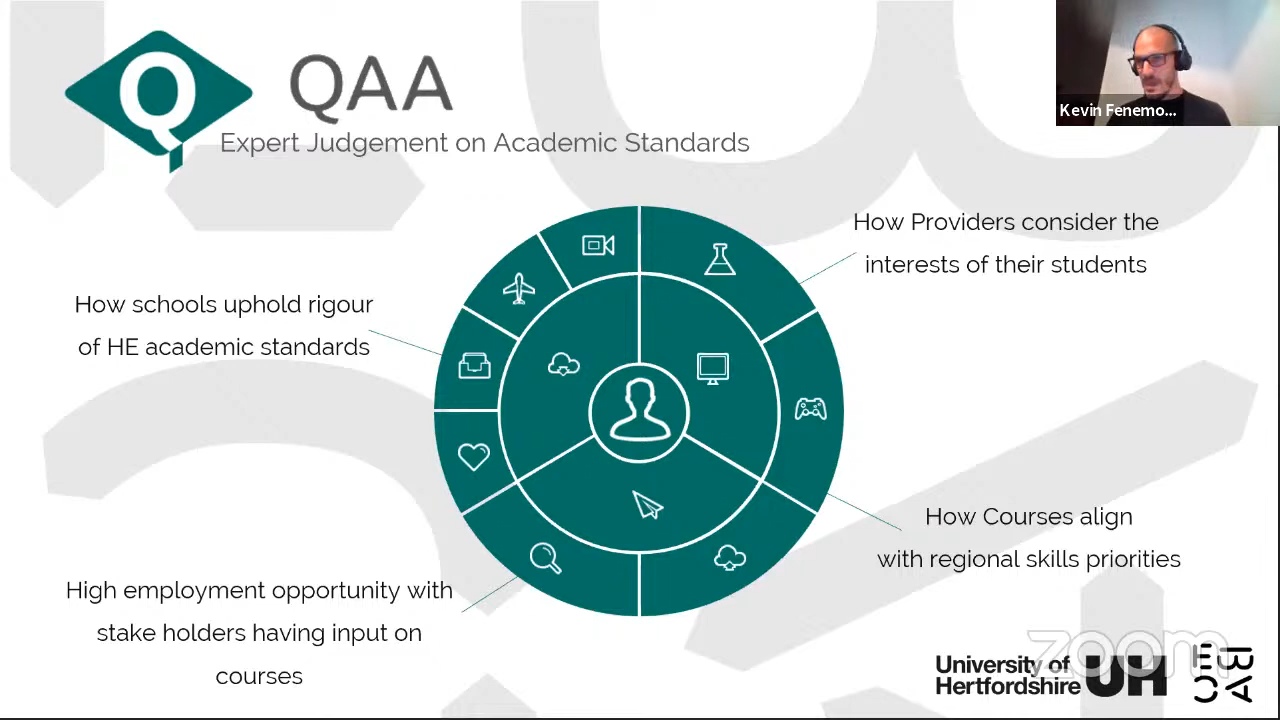 Q QAA
Expert Judgement on Academic Standards
Kevin Fenemo...
How Providers consider the
interests of their students
How schools uphold rigour
of HE academic standards
How Courses align
with regional skills priorities
High employment opportunity with
stake holders having input on
courses
zoom
University of
Hertfordshire UH